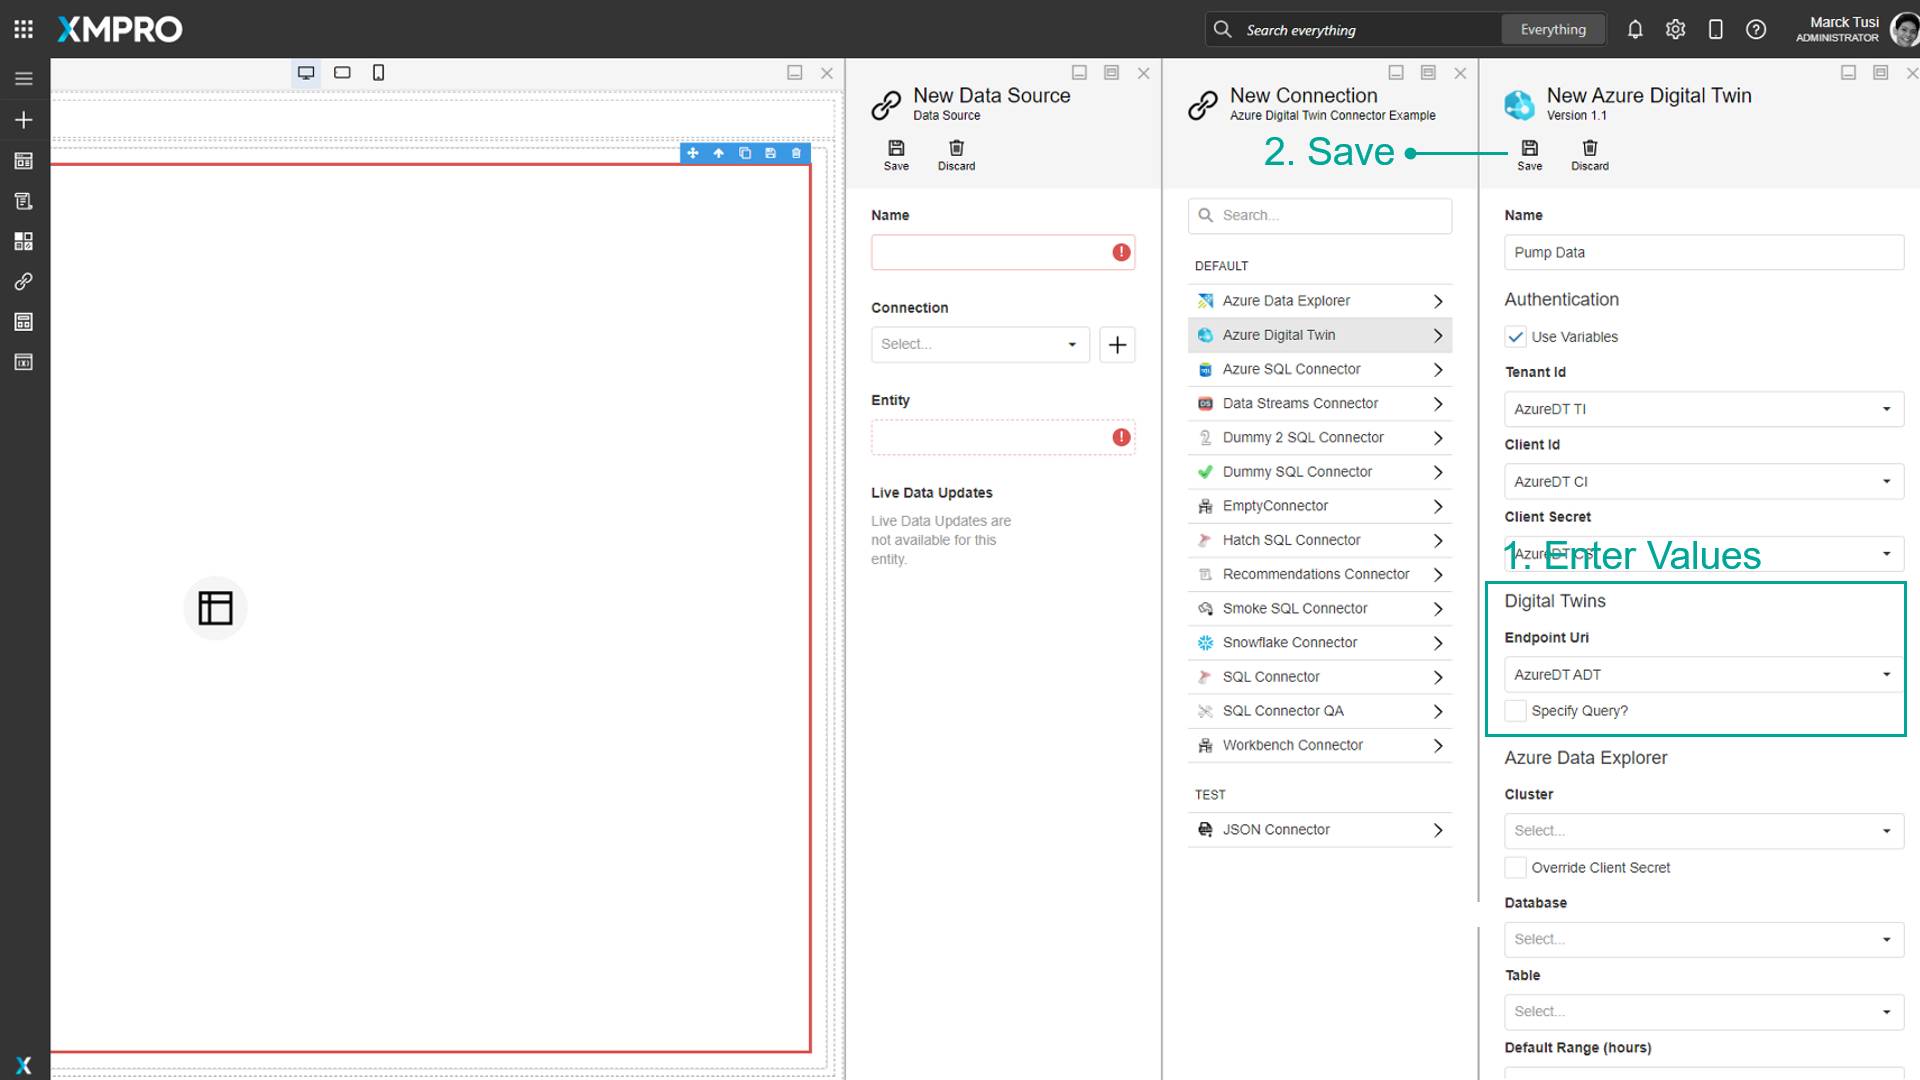 XMPRO
Search everything
Everything
Marck Tusi
ADMINISTRATOR
New Data Source
Data Source
Save
Discard
Name
Connection
Select...
Entity
Live Data Updates
Live Data Updates are
not available for this
entity.
New Connection
Azure Digital Twin Connector Example
2. Save
Search...
DEFAULT
Azure Data Explorer
Azure Digital Twin
Azure SQL Connector
Data Streams Connector
Dummy 2 SQL Connector
Dummy SQL Connector
EmptyConnector
Hatch SQL Connector
Recommendations Connector
Smoke SQL Connector
Snowflake Connector
SQL Connector
SQL Connector QA
Workbench Connector
TEST
JSON Connector
New Azure Digital Twin
Version 1.1
Save
Discard
Name
Pump Data
Authentication
Use Variables
Tenant Id
AzureDT TI
Client Id
AzureDT CI
Client Secret
AzureDT CS
1. Enter Values
Digital Twins
Endpoint Uri
AzureDT ADT
Specify Query?
Azure Data Explorer
Cluster
Select...
Override Client Secret
Database
Select...
Table
Select...
Default Range (hours)